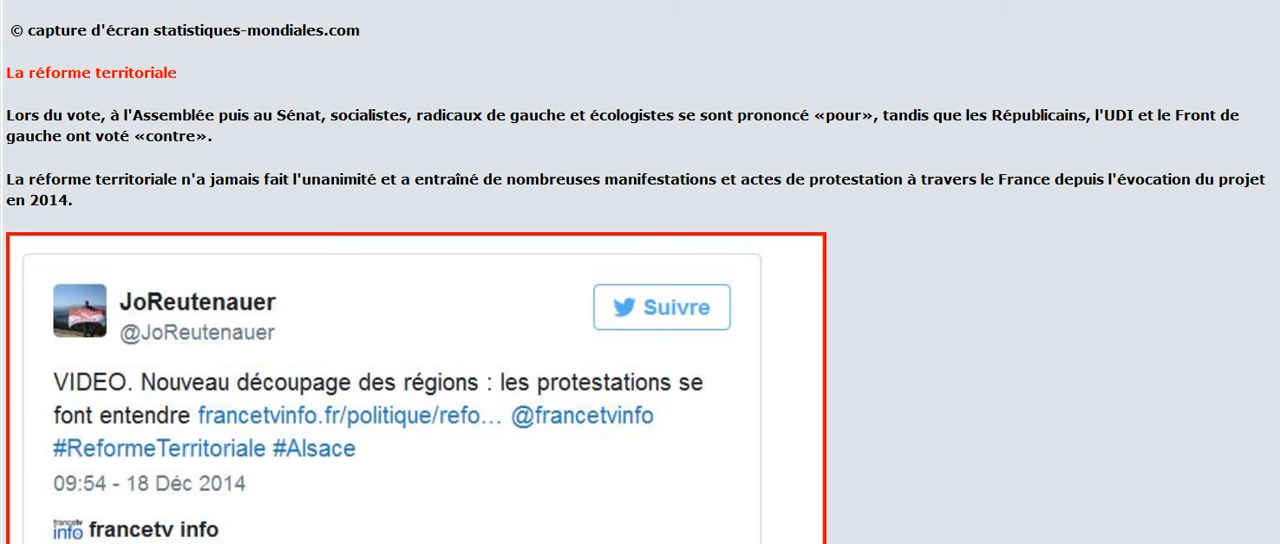 © capture d'écran statistiques-mondiales.com
La réforme territoriale
Lors du vote, à l'Assemblée puis au Sénat, socialistes, radicaux de gauche et écologistes se sont prononcé «pour», tandis que les Républicains, l'UDI et le Front de
gauche ont voté «contre».
La réforme territoriale n'a jamais fait l'unanimité et a entraîné de nombreuses manifestations et actes de protestation à travers le France depuis l'évocation du projet
en 2014.
JoReutenauer
Suivre
@JoReutenauer
VIDEO. Nouveau découpage des régions : les protestations se
font entendre francetvinfo.fr/politique/refo... @francetvinfo
#ReformeTerritoriale #Alsace
09:54 - 18 Déc 2014
francetv info francetv info